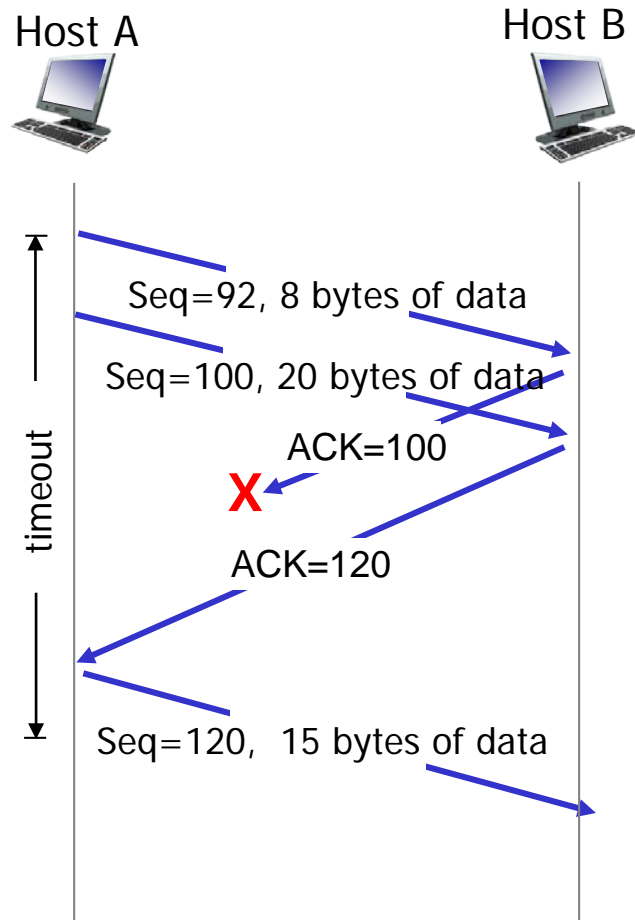 Host A
Host B
Seq=92, 8 bytes of data
Seq=100, 20 bytes of data
ACK=100
X
timeout
ACK=120
Seq=120, 15 bytes of data